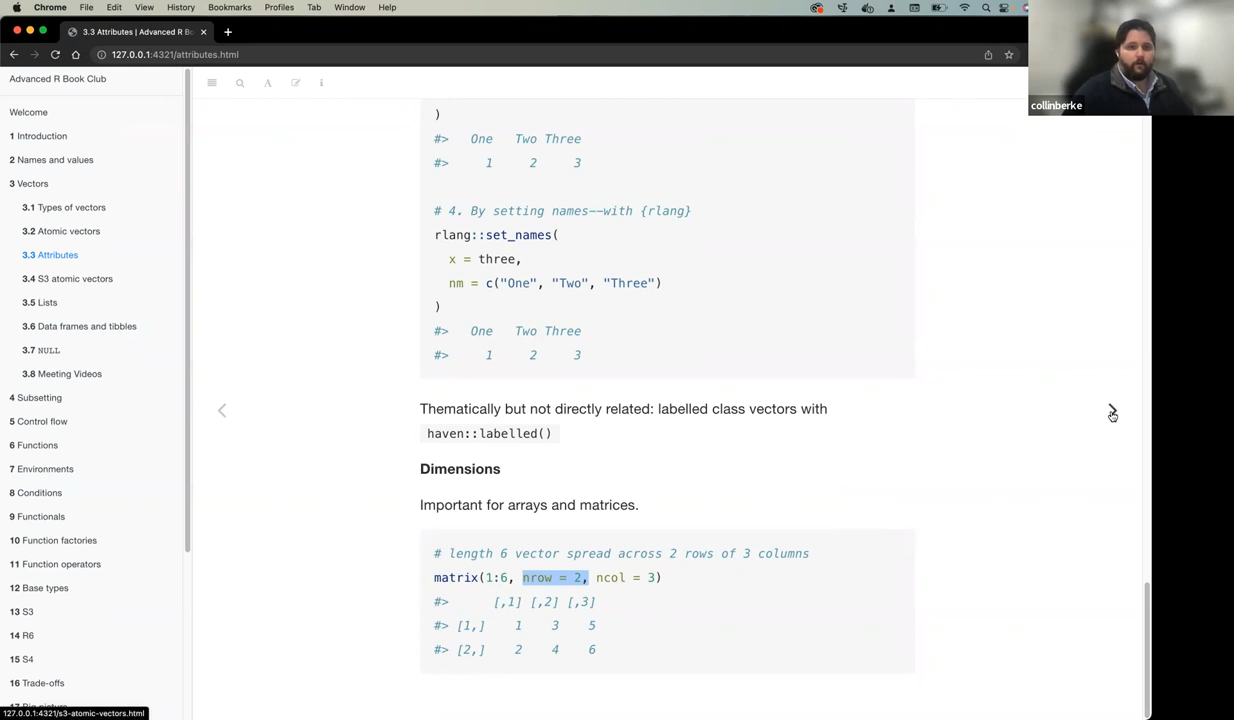 Chrome File Edit View History Bookmarks Profiles Tab Window Help
3.3 Attributes | Advanced R Bo
127.0.0.1:4321/attributes.html
collinberke
Advanced R Book Club
Welcome
1 Introduction
2 Names and values
3 Vectors
3.1 Types of vectors
3.2 Atomic vectors
3.3 Attributes
3.4 S3 atomic vectors
3.5 Lists
3.6 Data frames and tibbles
3.7 NULL
3.8 Meeting Videos
4 Subsetting
5 Control flow
6 Functions
7 Environments
8 Conditions
9 Functionals
10 Function factories
11 Function operators
12 Base types
13 S3
14 R6
15 S4
16 Trade-offs
127.0.0.1:4321/s3-atomic-vectors.html
)
#> One Two Three
#> 1 2 3
# 4. By setting names--with {rlang}
rlang::set_names(
x = three,
nm = c("One", "Two", "Three")
)
#> One Two Three
#> 1 2 3
Thematically but not directly related: labelled class vectors with
haven::labelled()
Dimensions
Important for arrays and matrices.
# length 6 vector spread across 2 rows of 3 columns
matrix(1:6, nrow = 2, ncol = 3)
#> [,1] [,2] [,3]
#> [1,] 1 3 5
#> [2,] 2 4 6